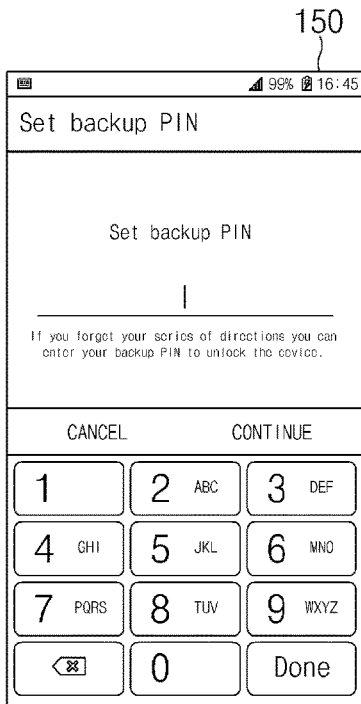 150
99% 16:45
Set backup PIN
Set backup PIN
If you forget your series of directions you can
enter your backup PIN to unlock the device.
CANCEL CONTINUE
1 2 ABC 3 DEF
4 GHI 5 JKL 6 MNO
7 PQRS 8 TUV 9 WXYZ
0 Done